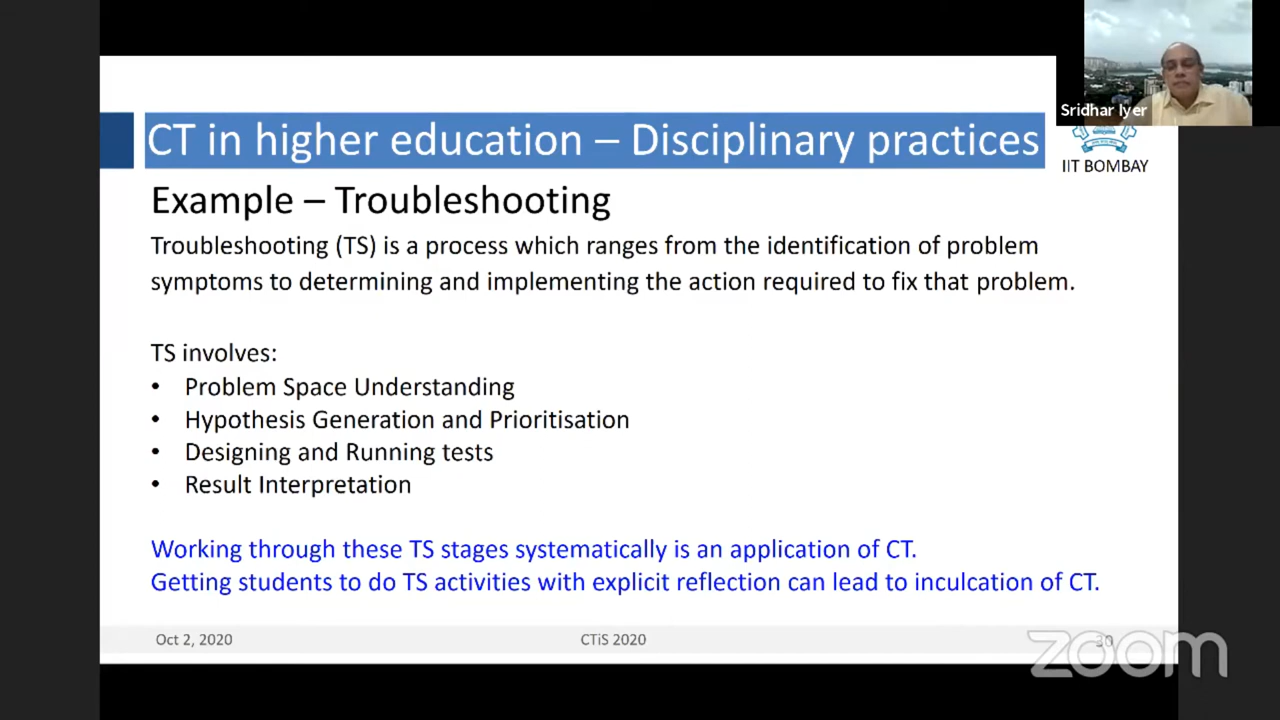 Sridhar Iyer
CT in higher education – Disciplinary practices
IIT BOMBAY
Example – Troubleshooting
Troubleshooting (TS) is a process which ranges from the identification of problem
symptoms to determining and implementing the action required to fix that problem.
TS involves:
• Problem Space Understanding
• Hypothesis Generation and Prioritisation
• Designing and Running tests
• Result Interpretation
Working through these TS stages systematically is an application of CT.
Getting students to do TS activities with explicit reflection can lead to inculcation of CT.
Oct 2, 2020
CTiS 2020
30
zoom